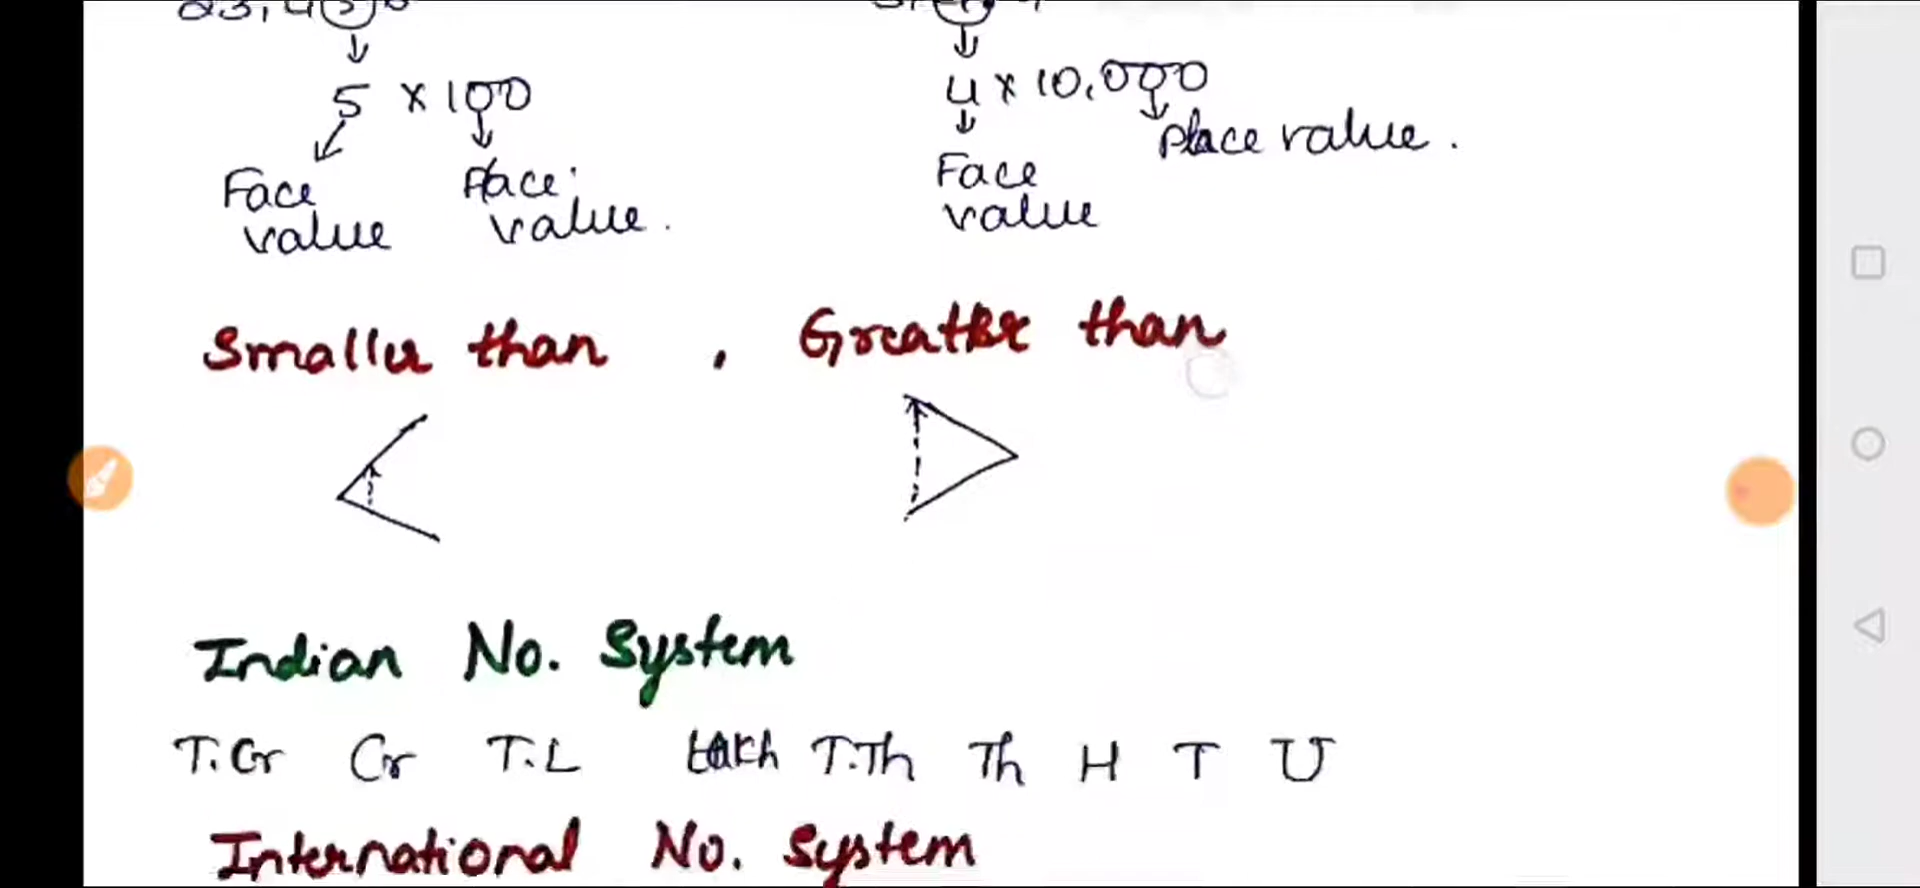 5 × 100
4 × 10,000
Face value
Place value.
Face value
Place value.
Smaller than , Greatter than
Indian No. System
T.Cr Cr T.L Lakh T.Th Th H T U
International No. System